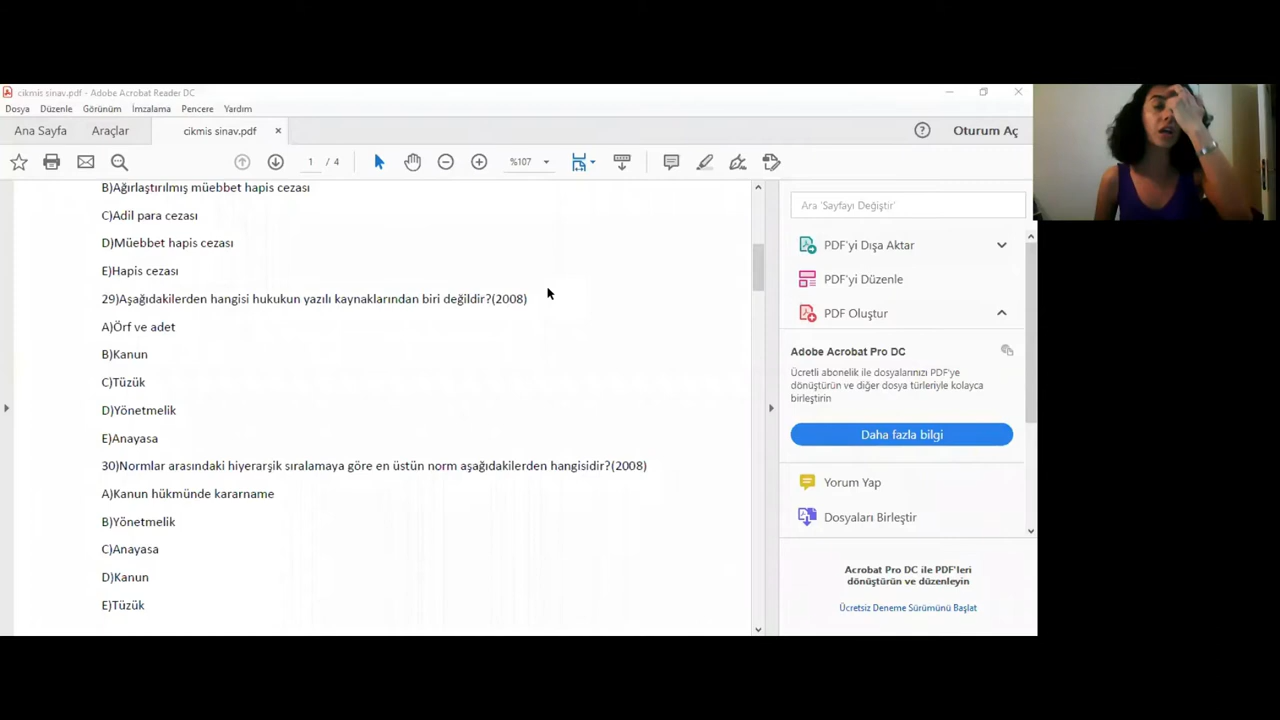 cikmis sinav.pdf - Adobe Acrobat Reader DC
Dosya Düzenle Görünüm İmzalama Pencere Yardım
Ana Sayfa Araçlar cikmis sinav.pdf × Oturum Aç
1 / 4 %107
B)Ağırlaştırılmış müebbet hapis cezası
C)Adil para cezası
D)Müebbet hapis cezası
E)Hapis cezası
29)Aşağıdakilerden hangisi hukukun yazılı kaynaklarından biri değildir?(2008)
A)Örf ve adet
B)Kanun
C)Tüzük
D)Yönetmelik
E)Anayasa
30)Normlar arasındaki hiyerarşik sıralamaya göre en üstün norm aşağıdakilerden hangisidir?(2008)
A)Kanun hükmünde kararname
B)Yönetmelik
C)Anayasa
D)Kanun
E)Tüzük
Ara 'Sayfayı Değiştir'
PDF'yi Dışa Aktar
PDF'yi Düzenle
PDF Oluştur
Adobe Acrobat Pro DC
Ücretli abonelik ile dosyalarınızı PDF'ye
dönüştürün ve diğer dosya türleriyle kolayca
birleştirin
Daha fazla bilgi
Yorum Yap
Dosyaları Birleştir
Acrobat Pro DC ile PDF'leri
dönüştürün ve düzenleyin
Ücretsiz Deneme Sürümünü Başlat